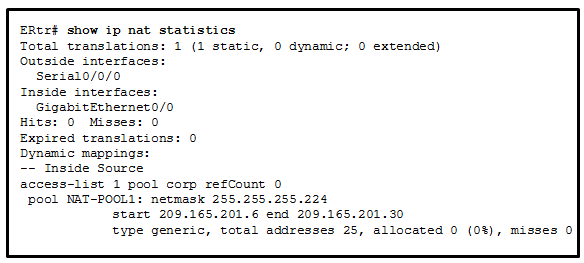 ERtr# show ip nat statistics
Total translations: 1 (1 static, 0 dynamic; 0 extended)
Outside interfaces:
Serial0/0/0
Inside interfaces:
GigabitEthernet0/0
Hits: 0 Misses: 0
Expired translations: 0
Dynamic mappings:
-- Inside Source
access-list 1 pool corp refCount 0
pool NAT-POOL1: netmask 255.255.255.224
start 209.165.201.6 end 209.165.201.30
type generic, total addresses 25, allocated 0 (0%), misses 0